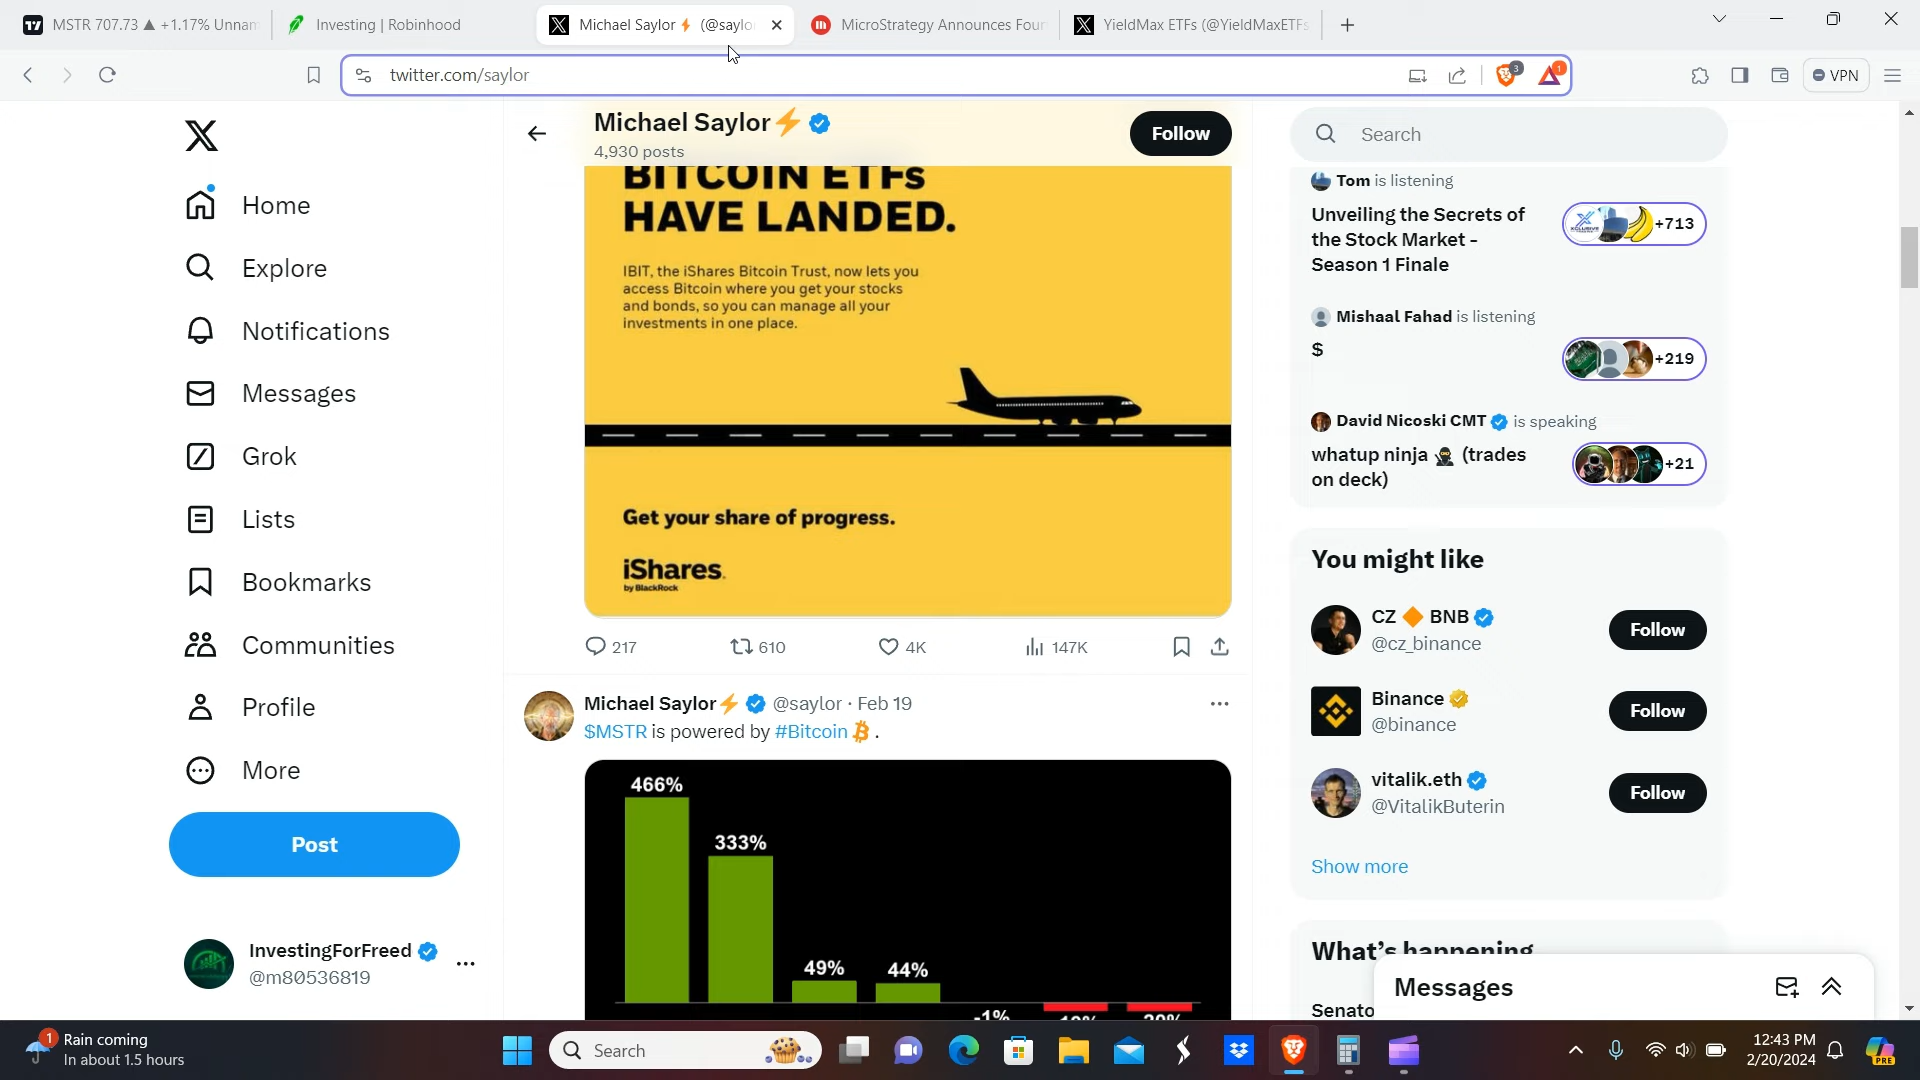 MSTR 707.73 ▲ +1.17% Unnam
Investing | Robinhood
Michael Saylor⚡ (@saylo
MicroStrategy Announces Four
YieldMax ETFs (@YieldMaxETFs
twitter.com/saylor
3
1
VPN
Michael Saylor⚡
4,930 posts
Follow
Search
Home
Explore
Notifications
Messages
Grok
Lists
Bookmarks
Communities
Profile
More
Post
InvestingForFreed
@m80536819
BITCOIN ETFs
HAVE LANDED.
IBIT, the iShares Bitcoin Trust, now lets you
access Bitcoin where you get your stocks
and bonds, so you can manage all your
investments in one place.
Get your share of progress.
iShares.
by BlackRock
217
610
4K
147K
Michael Saylor⚡ @saylor · Feb 19
$MSTR is powered by #Bitcoin .
466%
333%
49%
44%
-1%
Tom is listening
Unveiling the Secrets of
the Stock Market -
Season 1 Finale
+713
Mishaal Fahad is listening
$
+219
David Nicoski CMT is speaking
whatup ninja 🥷 (trades
on deck)
+21
You might like
CZ 🔶 BNB
@cz_binance
Follow
Binance
@binance
Follow
vitalik.eth
@VitalikButerin
Follow
Show more
What's happening
Senato
Messages
1
Rain coming
In about 1.5 hours
Search
12:43 PM
2/20/2024
PRE